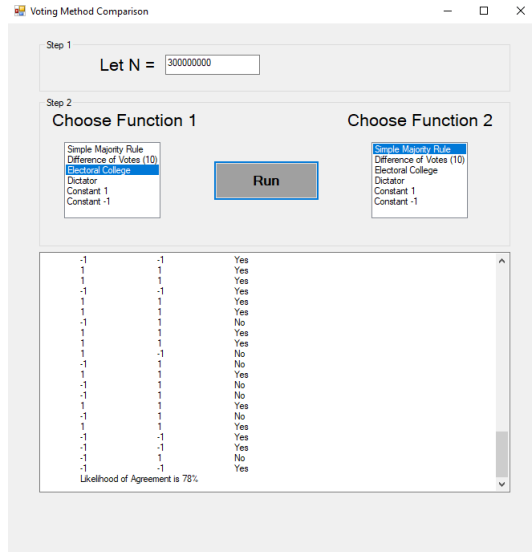 Voting Method Comparison
Step 1
Let N = 300000000
Step 2
Choose Function 1
Choose Function 2
Simple Majority Rule
Difference of Votes (10)
Electoral College
Dictator
Constant 1
Constant -1
Run
Simple Majority Rule
Difference of Votes (10)
Electoral College
Dictator
Constant 1
Constant -1
-1 -1 Yes
1 1 Yes
1 1 Yes
-1 -1 Yes
1 1 Yes
1 1 Yes
-1 1 No
1 1 Yes
1 1 Yes
1 -1 No
-1 1 No
1 1 Yes
-1 1 No
-1 1 No
1 1 Yes
-1 1 No
1 1 Yes
-1 -1 Yes
-1 -1 Yes
-1 1 No
-1 -1 Yes
Likelihood of Agreement is 78%